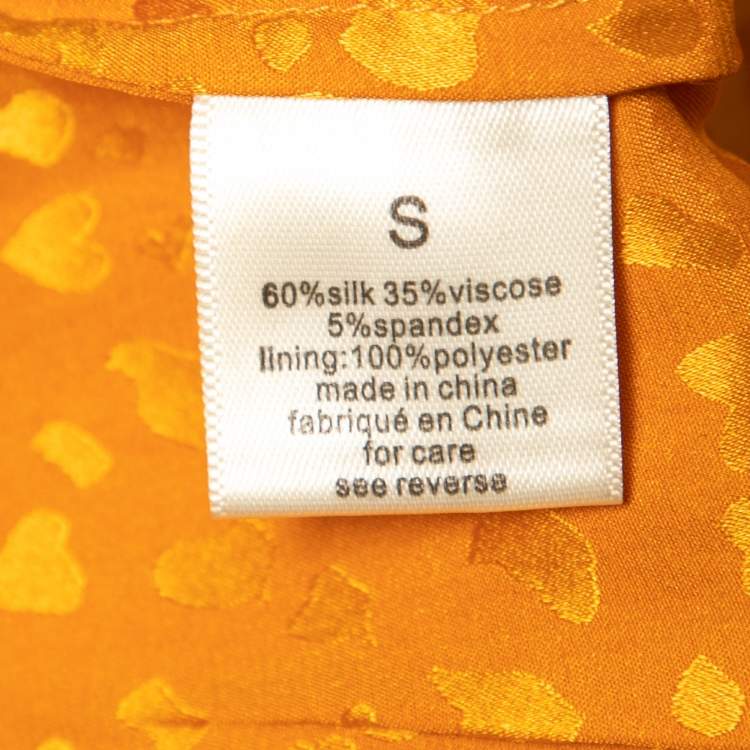 S
60%silk 35%viscose
5%spandex
lining:100%polyester
made in china
fabriqué en Chine
for care
see reverse